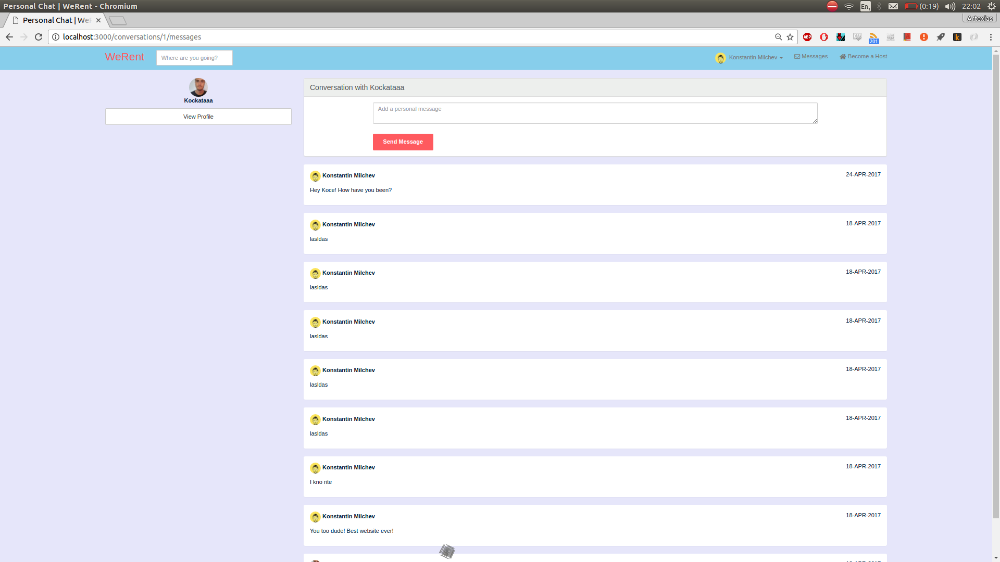 Personal Chat | WeRent - Chromium
En1
(0:19)
22:02
Personal Chat | WeR
Artexias
localhost:3000/conversations/1/messages
ABP
CSS
201
k
WeRent
Where are you going?
Konstantin Milchev
Messages
Become a Host
Kockataaa
View Profile
Conversation with Kockataaa
Add a personal message
Send Message
Konstantin Milchev
24-APR-2017
Hey Koce! How have you been?
Konstantin Milchev
18-APR-2017
lasldas
Konstantin Milchev
18-APR-2017
lasldas
Konstantin Milchev
18-APR-2017
lasldas
Konstantin Milchev
18-APR-2017
lasldas
Konstantin Milchev
18-APR-2017
lasldas
Konstantin Milchev
18-APR-2017
I kno rite
Konstantin Milchev
18-APR-2017
You too dude! Best website ever!